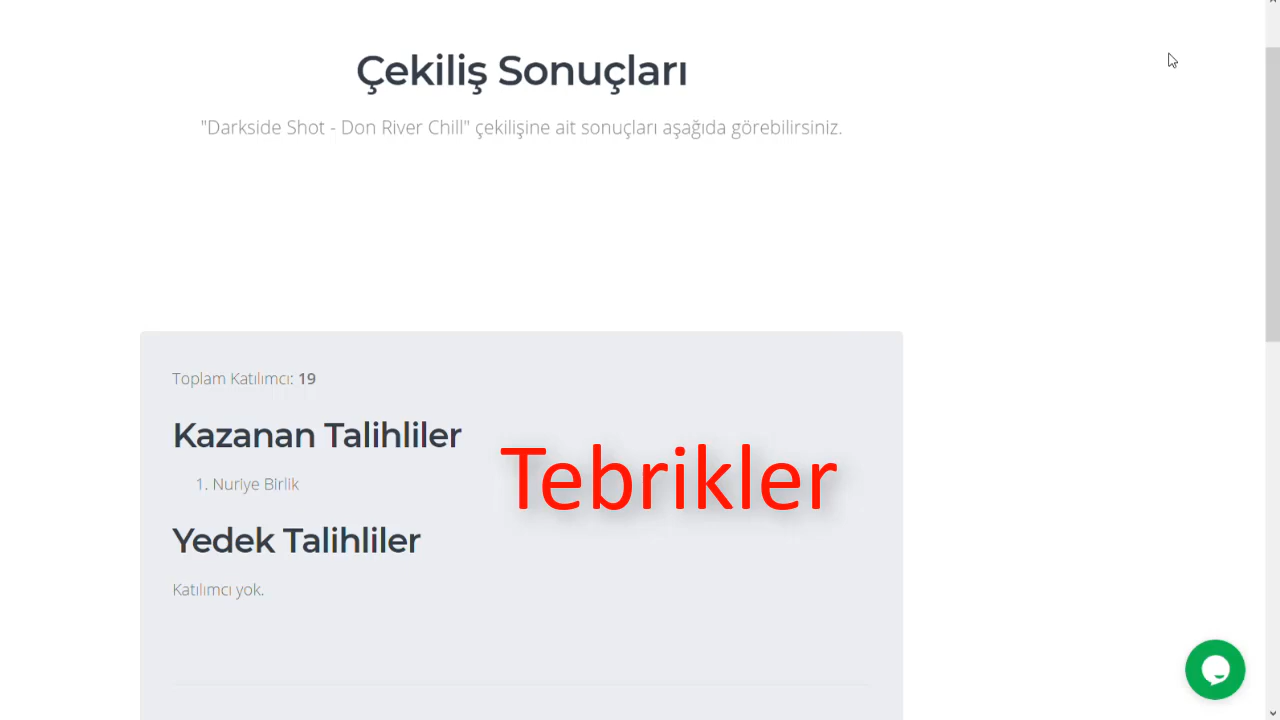 Çekiliş Sonuçları
"Darkside Shot - Don River Chill" çekilişine ait sonuçları aşağıda görebilirsiniz.
Toplam Katılımcı: 19
Kazanan Talihliler
1. Nuriye Birlik
Tebrikler
Yedek Talihliler
Katılımcı yok.